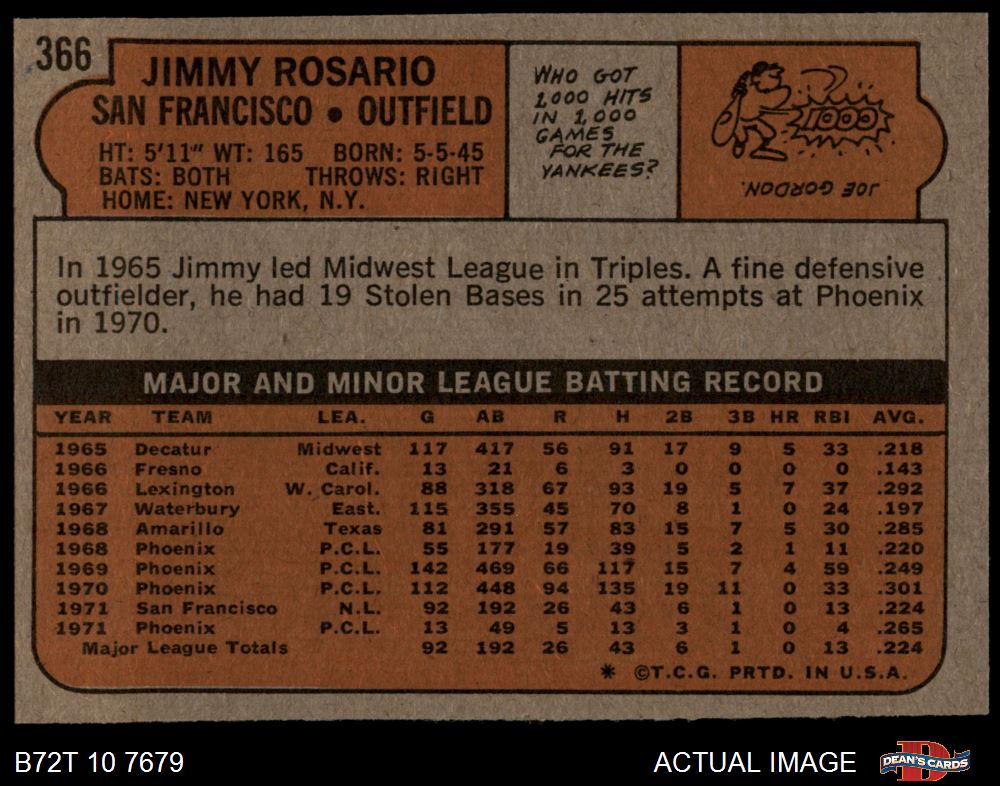 366
JIMMY ROSARIO
SAN FRANCISCO • OUTFIELD
HT: 5'11" WT: 165 BORN: 5-5-45
BATS: BOTH THROWS: RIGHT
HOME: NEW YORK, N.Y.
WHO GOT
1,000 HITS
IN 1,000
GAMES
FOR THE
YANKEES?
1000
JOE GORDON.
In 1965 Jimmy led Midwest League in Triples. A fine defensive
outfielder, he had 19 Stolen Bases in 25 attempts at Phoenix
in 1970.
MAJOR AND MINOR LEAGUE BATTING RECORD
YEAR TEAM LEA. G AB R H 2B 3B HR RBI AVG.
1965 Decatur Midwest 117 417 56 91 17 9 5 33 .218
1966 Fresno Calif. 13 21 6 3 0 0 0 0 .143
1966 Lexington W. Carol. 88 318 67 93 19 5 7 37 .292
1967 Waterbury East. 115 355 45 70 8 1 0 24 .197
1968 Amarillo Texas 81 291 57 83 15 7 5 30 .285
1968 Phoenix P.C.L. 55 177 19 39 5 2 1 11 .220
1969 Phoenix P.C.L. 142 469 66 117 15 7 4 59 .249
1970 Phoenix P.C.L. 112 448 94 135 19 11 0 33 .301
1971 San Francisco N.L. 92 192 26 43 6 1 0 13 .224
1971 Phoenix P.C.L. 13 49 5 13 3 1 0 4 .265
Major League Totals 92 192 26 43 6 1 0 13 .224
* ©T.C.G. PRTD. IN U.S.A.
B72T 10 7679
ACTUAL IMAGE
D
DEAN'S CARDS